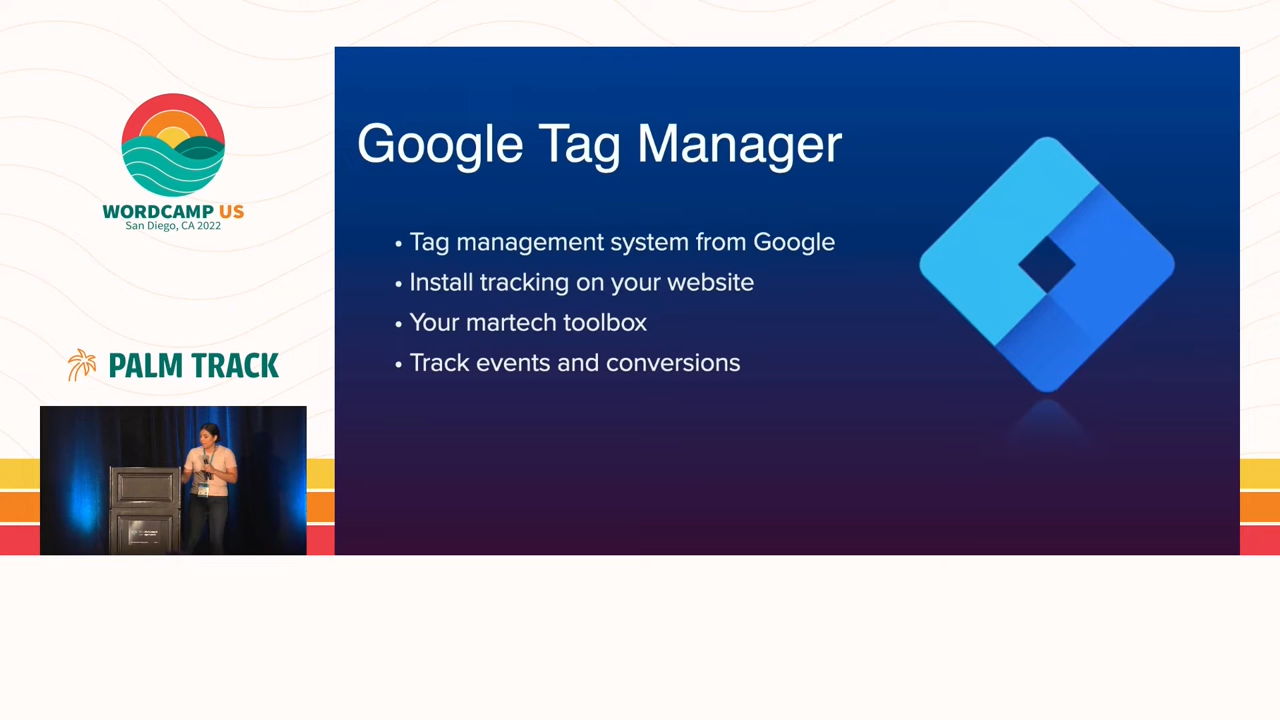 WORDCAMP US
San Diego, CA 2022
PALM TRACK
Google Tag Manager
• Tag management system from Google
• Install tracking on your website
• Your martech toolbox
• Track events and conversions